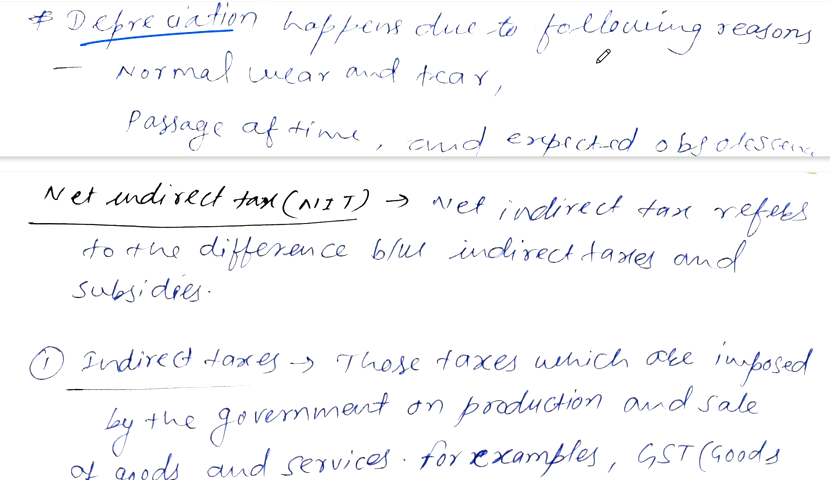 * Depreciation happens due to following reasons
— Normal wear and tear,
Passage of time, and expected obsolescence
Net indirect tax (NIT) → Net indirect tax refers
to the difference b/w indirect taxes and
subsidies.
① Indirect taxes → Those taxes which are imposed
by the government on production and sale
of goods and services. for examples, GST (Goods